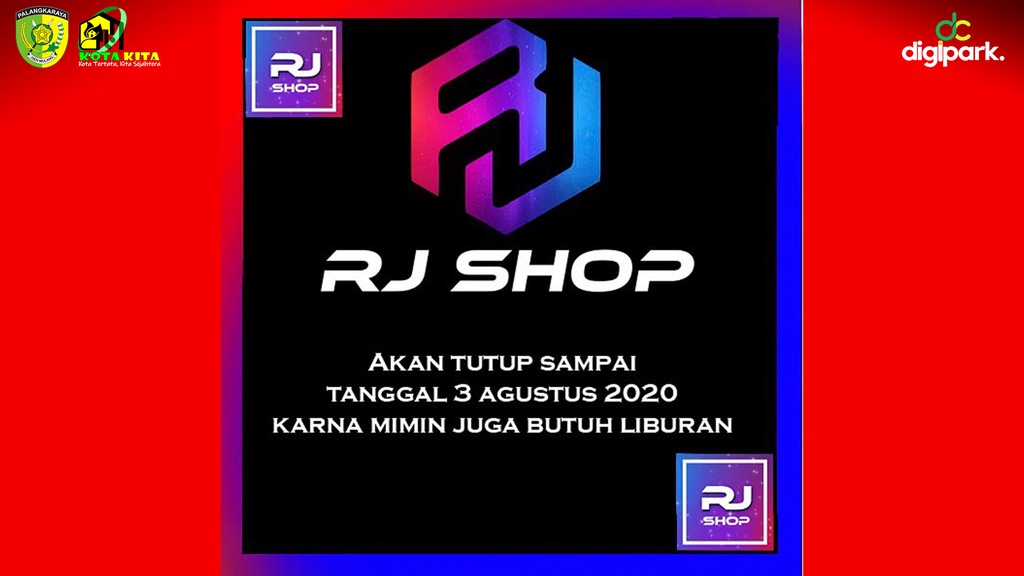 PALANGKARAYA
KOTA KITA
Kota Tertata, Kita Sejahtera
dc
digipark.
RJ
SHOP
RJ
RJ SHOP
AKAN TUTUP SAMPAI
TANGGAL 3 AGUSTUS 2020
KARNA MIMIN JUGA BUTUH LIBURAN
RJ
SHOP